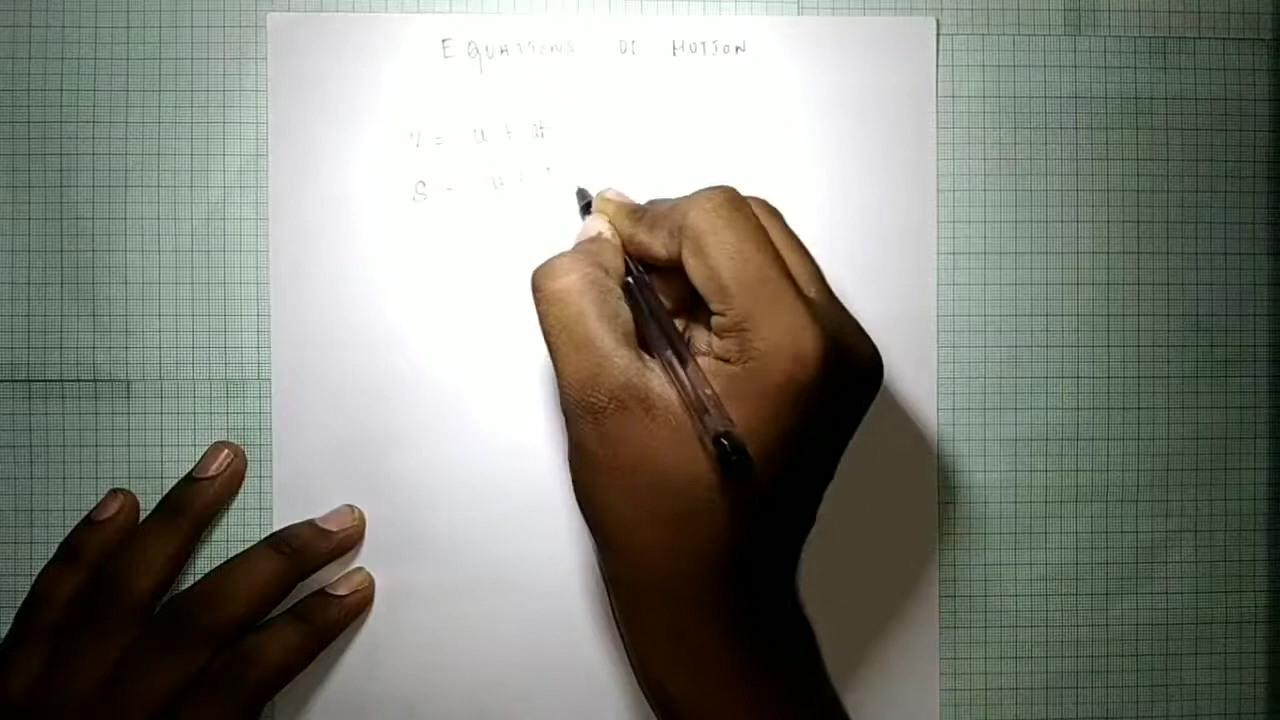 EQUATIONS OF MOTION
V = u + at
S =